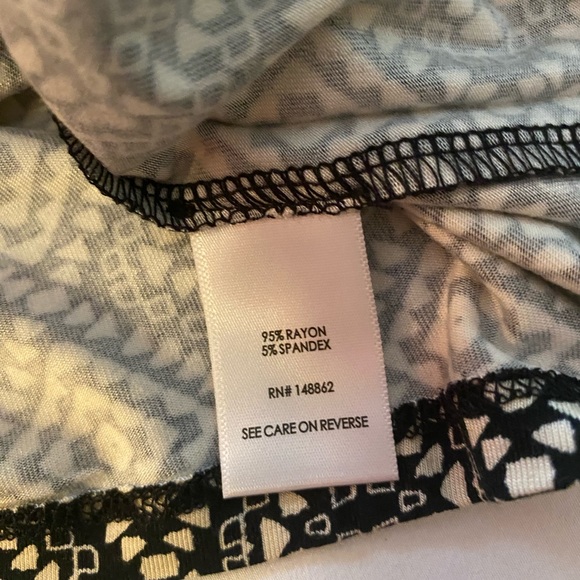 95% RAYON
5% SPANDEX
RN# 148862
SEE CARE ON REVERSE